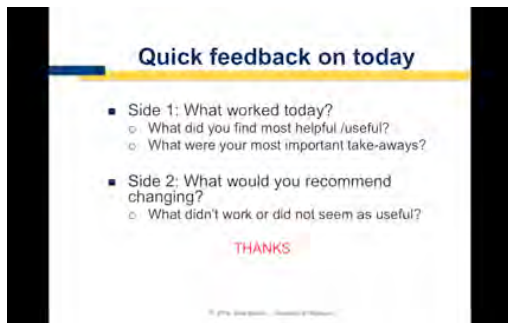 Quick feedback on today
Side 1: What worked today?
What did you find most helpful /useful?
What were your most important take-aways?
Side 2: What would you recommend
changing?
What didn't work or did not seem as useful?
THANKS